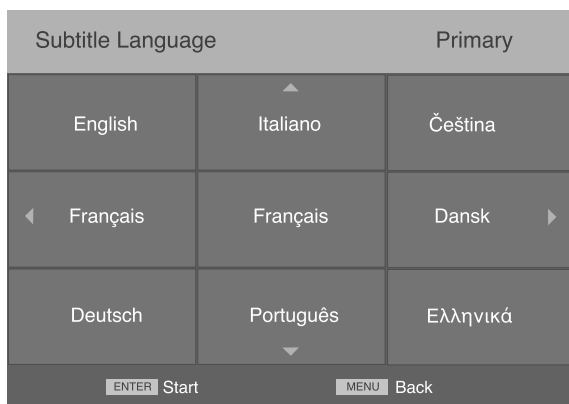 Subtitle Language Primary
English Italiano Čeština
Français Français Dansk
Deutsch Português Ελληνικά
ENTER Start MENU Back